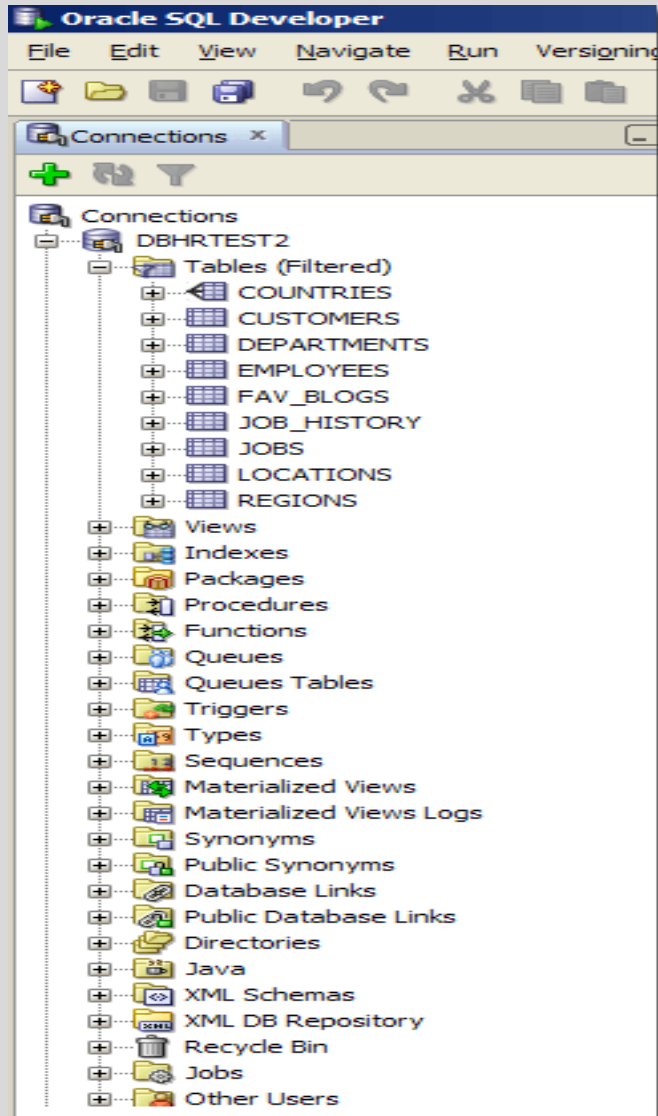 Oracle SQL Developer
File Edit View Navigate Run Versioning
Connections ×
Connections
DBHRTEST2
Tables (Filtered)
COUNTRIES
CUSTOMERS
DEPARTMENTS
EMPLOYEES
FAV_BLOGS
JOB_HISTORY
JOBS
LOCATIONS
REGIONS
Views
Indexes
Packages
Procedures
Functions
Queues
Queues Tables
Triggers
Types
Sequences
Materialized Views
Materialized Views Logs
Synonyms
Public Synonyms
Database Links
Public Database Links
Directories
Java
XML Schemas
XML DB Repository
Recycle Bin
Jobs
Other Users